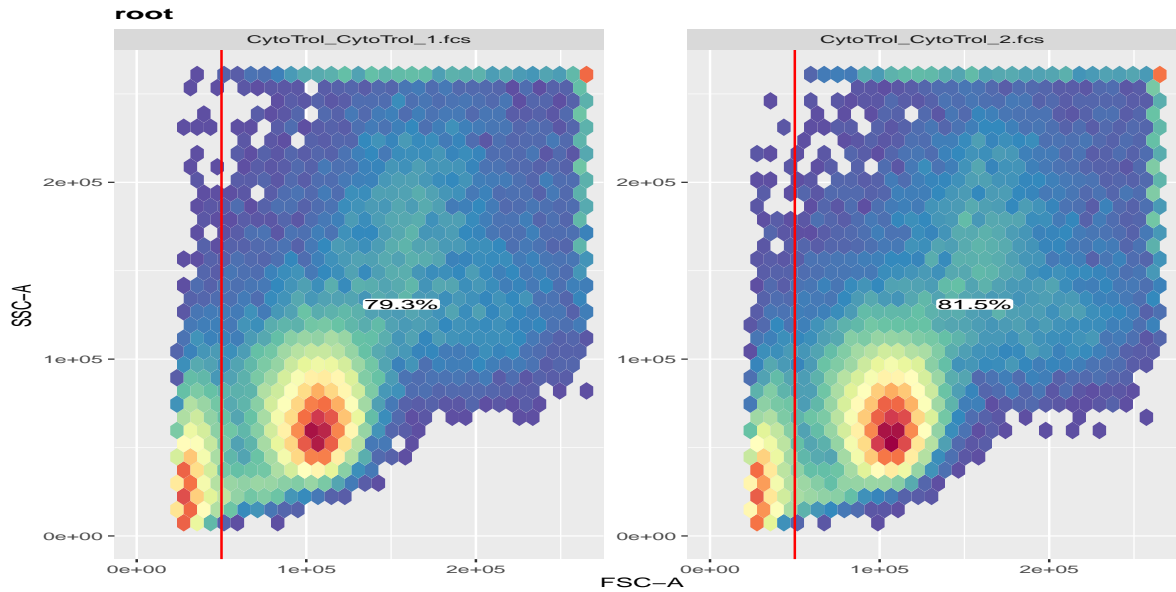 root
CytoTrol_CytoTrol_1.fcs
CytoTrol_CytoTrol_2.fcs
2e+05
2e+05
79.3%
81.5%
SSC−A
1e+05
1e+05
0e+00
0e+00
0e+00
1e+05
2e+05
0e+00
1e+05
2e+05
FSC−A